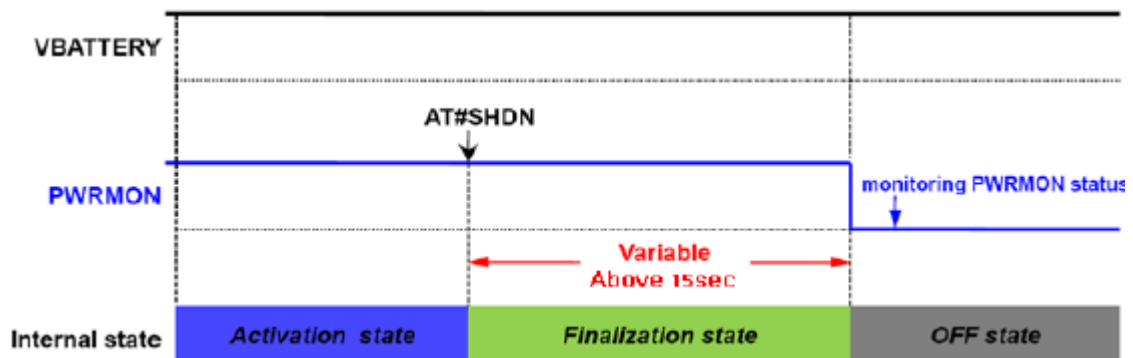 VBATTERY
AT#SHDN
PWRMON
monitoring PWRMON status
Variable
Above 15sec
Internal state
Activation state
Finalization state
OFF state